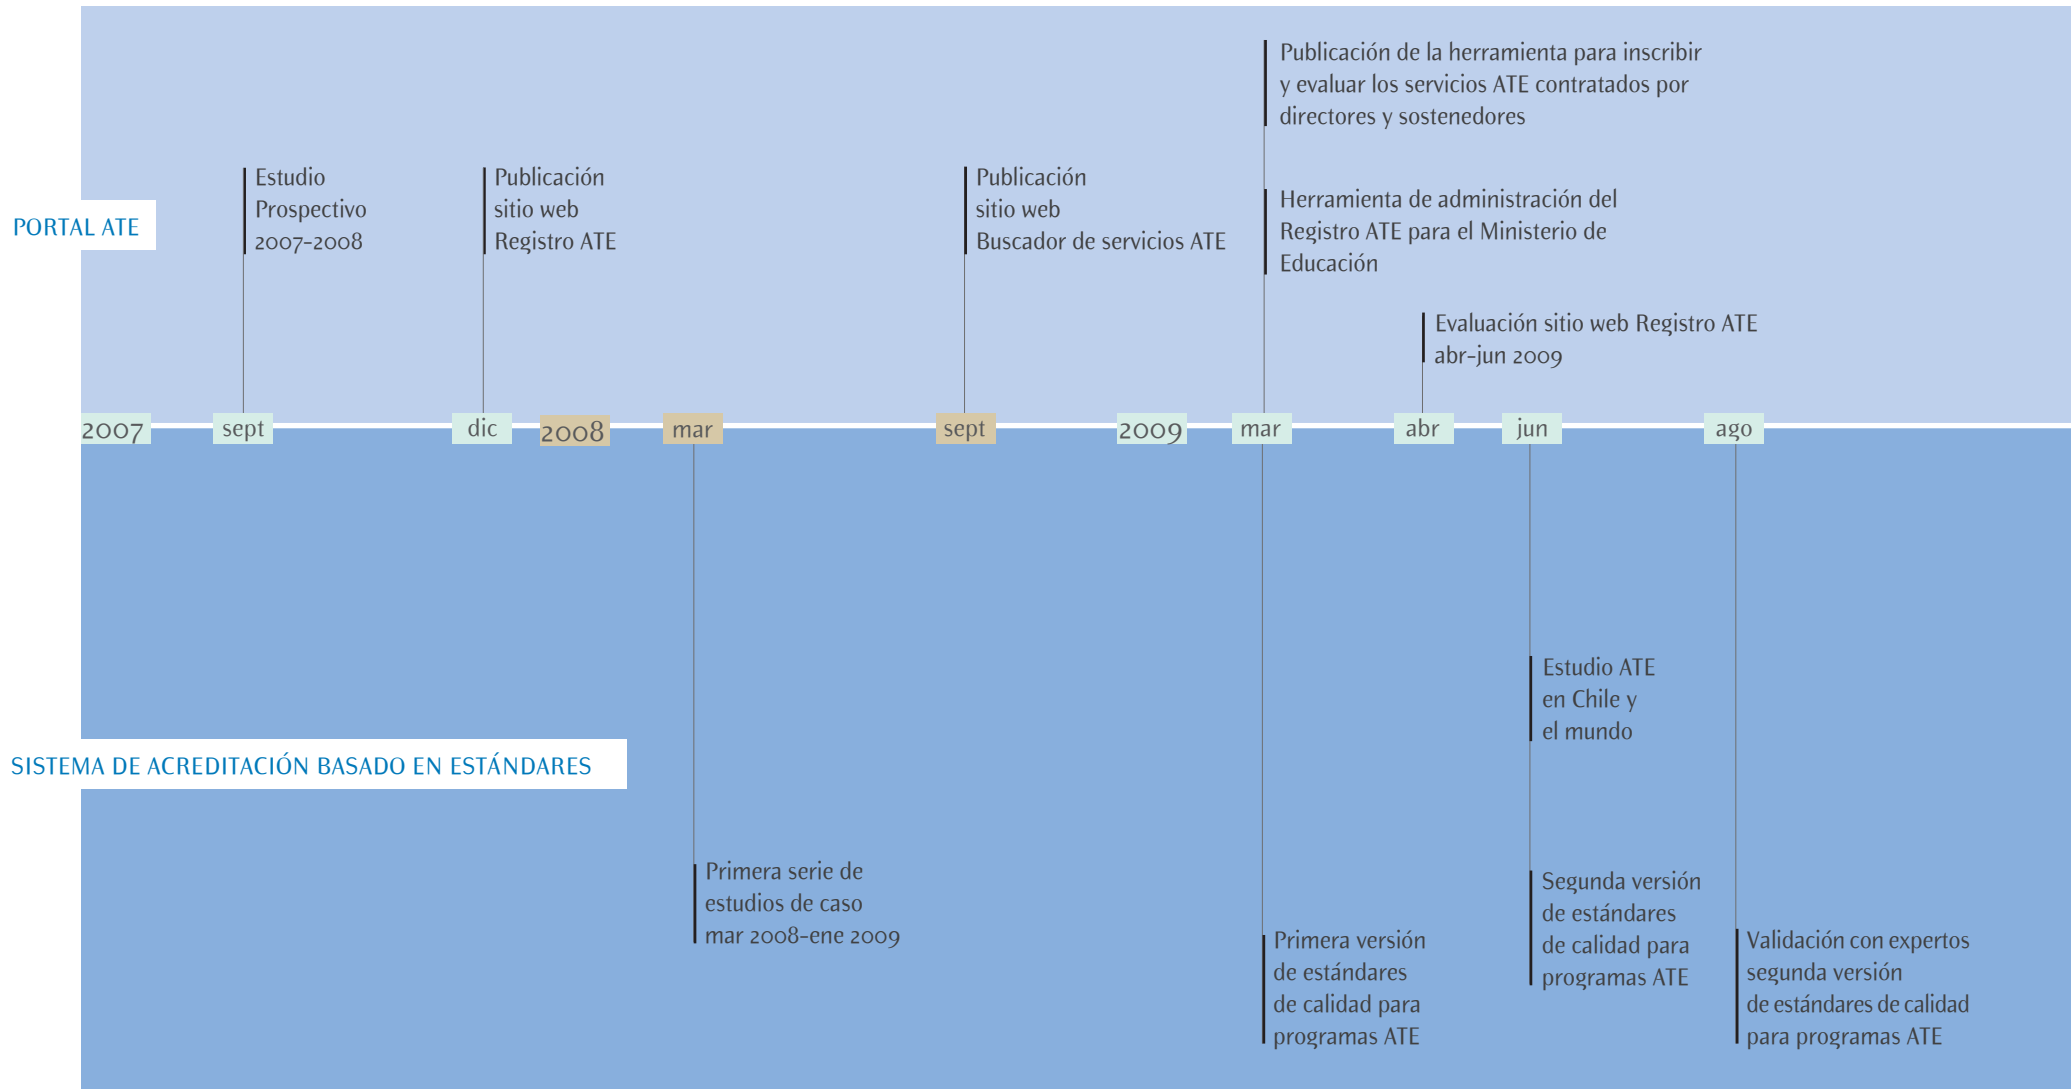 Publicación de la herramienta para inscribir
y evaluar los servicios ATE contratados por
directores y sostenedores
Estudio
Prospectivo
2007-2008
Publicación
sitio web
Registro ATE
Publicación
sitio web
Buscador de servicios ATE
Herramienta de administración del
Registro ATE para el Ministerio de
Educación
PORTAL ATE
Evaluación sitio web Registro ATE
abr-jun 2009
2007
sept
dic
2008
mar
sept
2009
mar
abr
jun
ago
Estudio ATE
en Chile y
el mundo
SISTEMA DE ACREDITACIÓN BASADO EN ESTÁNDARES
Primera serie de
estudios de caso
mar 2008-ene 2009
Primera versión
de estándares
de calidad para
programas ATE
Segunda versión
de estándares
de calidad para
programas ATE
Validación con expertos
segunda versión
de estándares de calidad
para programas ATE